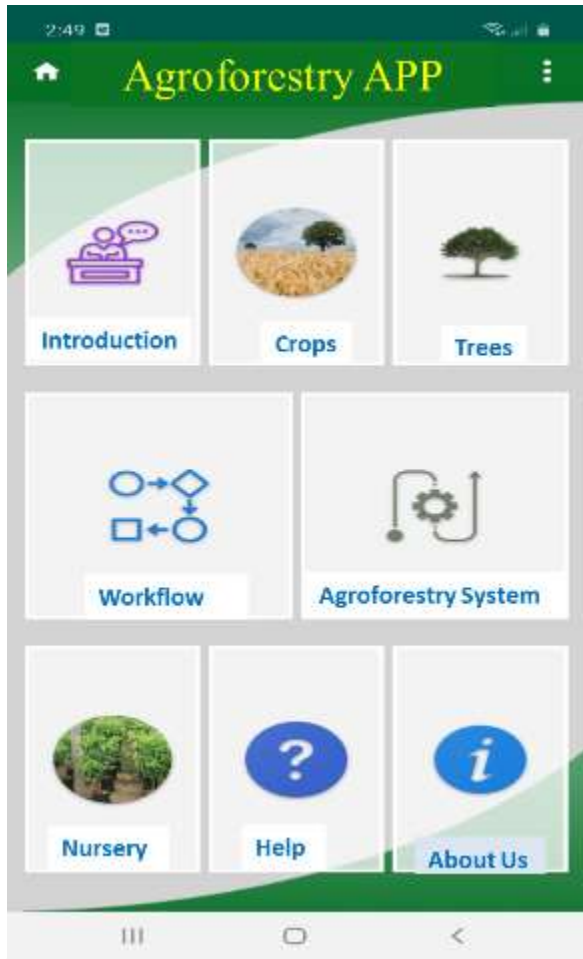 2:49
Agroforestry APP
Introduction
Crops
Trees
Workflow
Agroforestry System
Nursery
Help
About Us